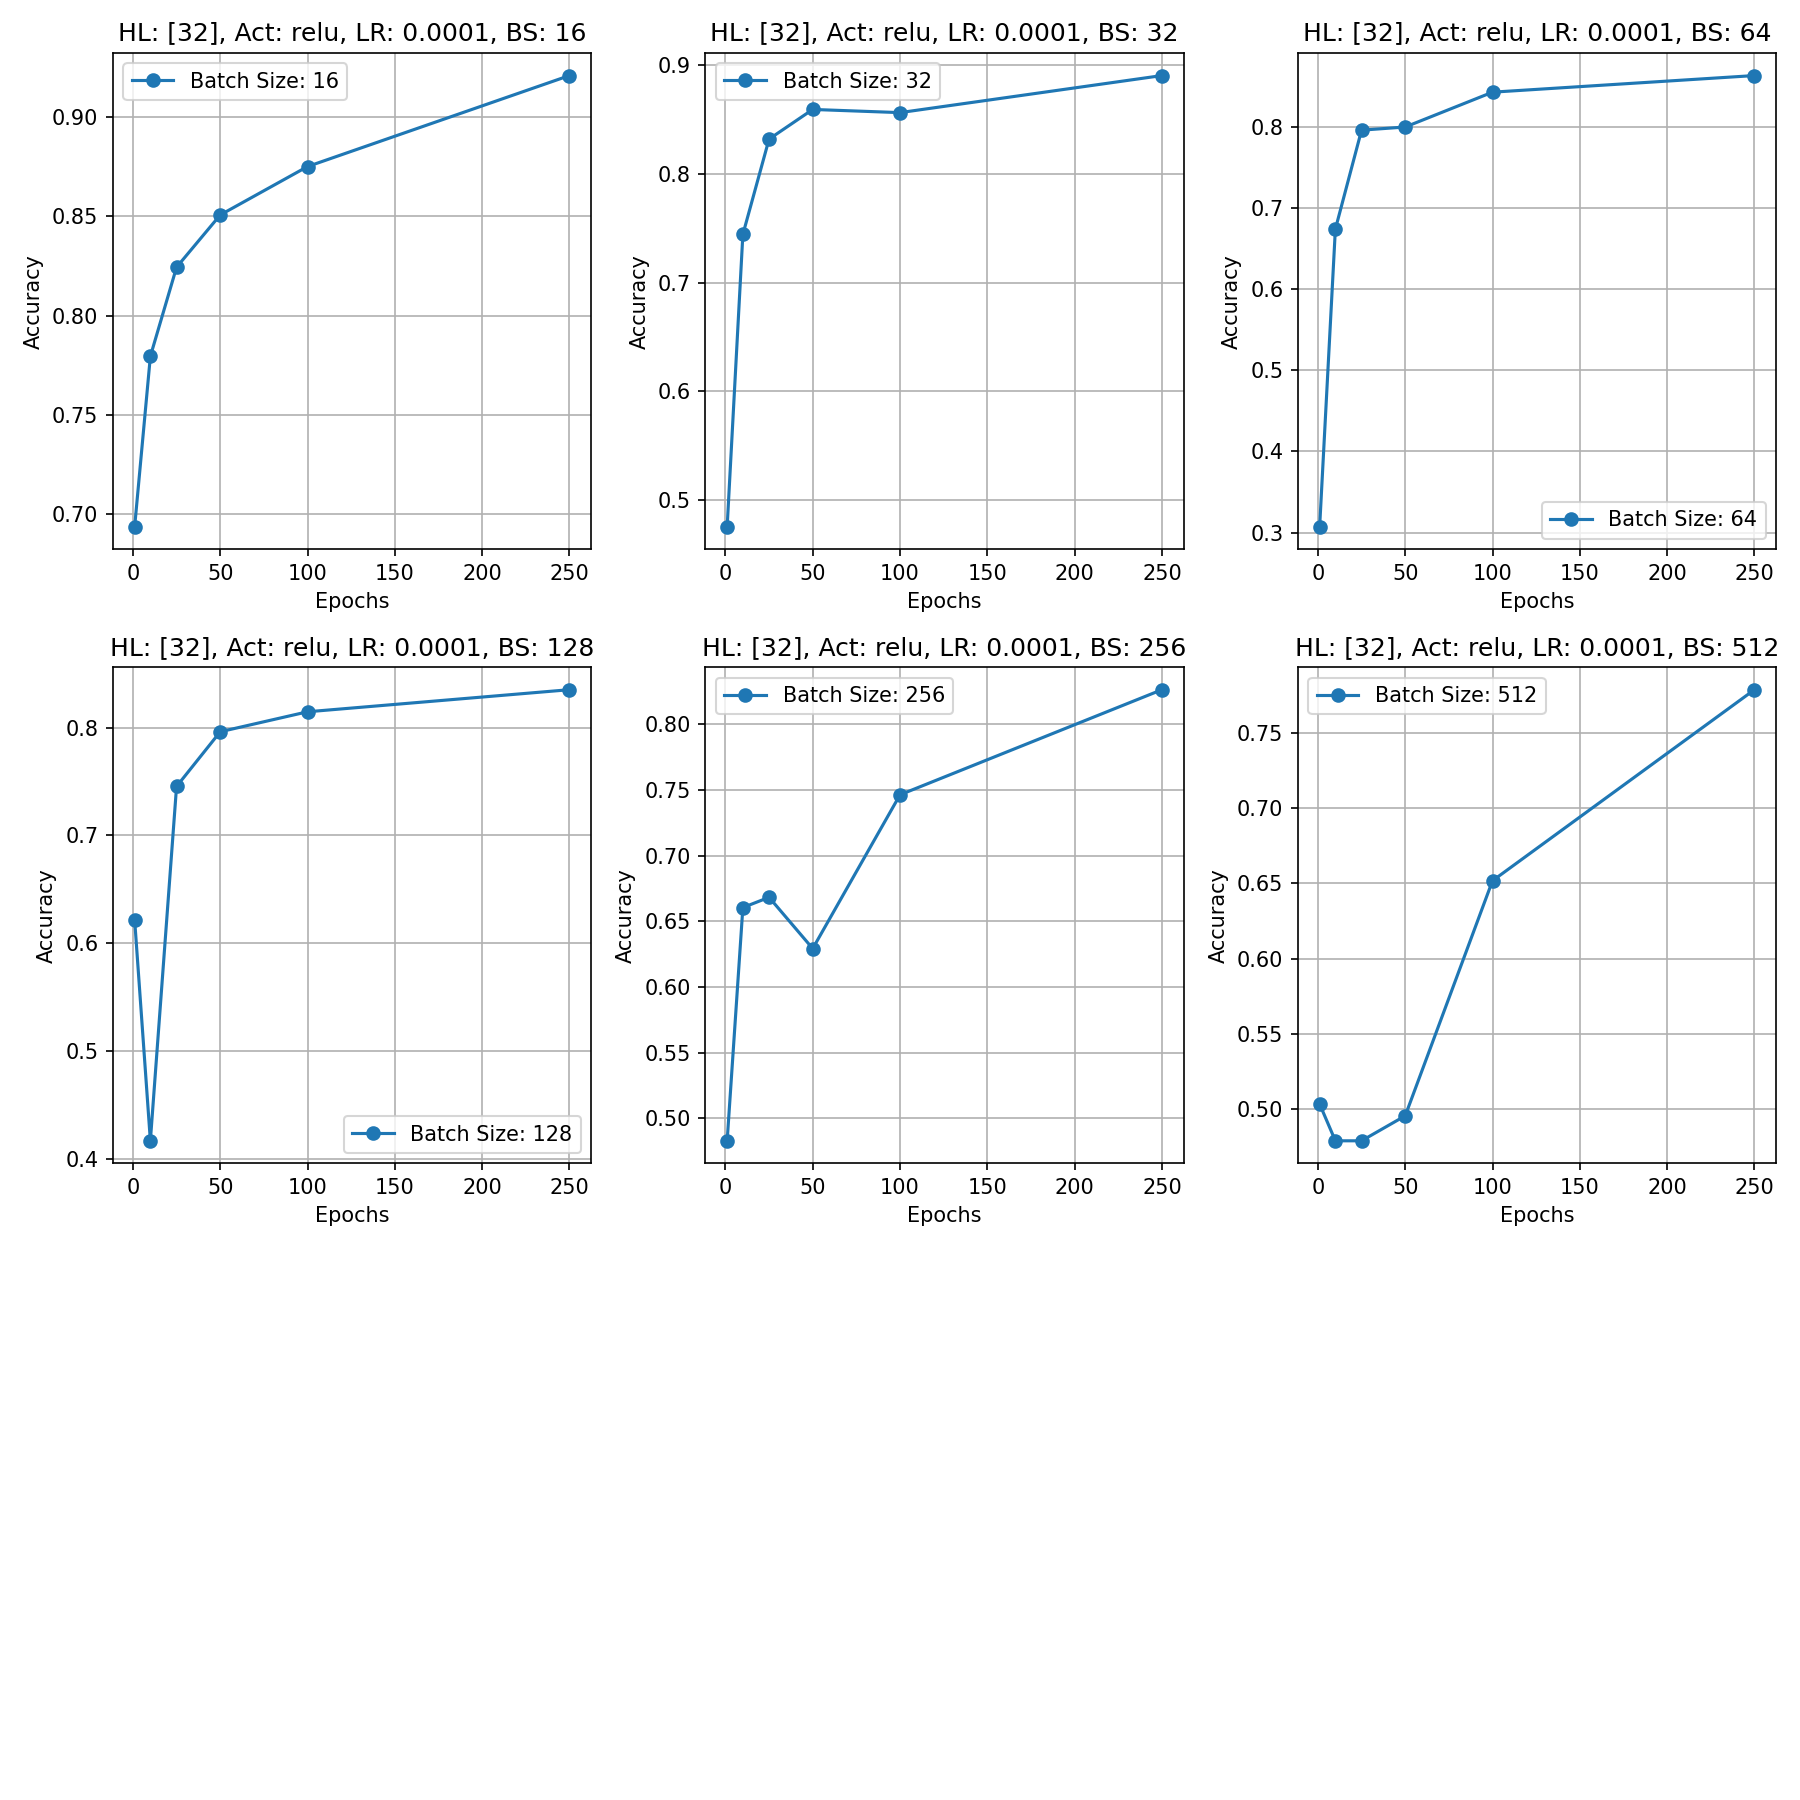 HL: [32], Act: relu, LR: 0.0001, BS: 16
Batch Size: 16
Accuracy
0.90
0.85
0.80
0.75
0.70
0 50 100 150 200 250
Epochs
HL: [32], Act: relu, LR: 0.0001, BS: 32
Batch Size: 32
Accuracy
0.9
0.8
0.7
0.6
0.5
0 50 100 150 200 250
Epochs
HL: [32], Act: relu, LR: 0.0001, BS: 64
Accuracy
0.8
0.7
0.6
0.5
0.4
0.3
Batch Size: 64
0 50 100 150 200 250
Epochs
HL: [32], Act: relu, LR: 0.0001, BS: 128
Accuracy
0.8
0.7
0.6
0.5
0.4
Batch Size: 128
0 50 100 150 200 250
Epochs
HL: [32], Act: relu, LR: 0.0001, BS: 256
Batch Size: 256
Accuracy
0.80
0.75
0.70
0.65
0.60
0.55
0.50
0 50 100 150 200 250
Epochs
HL: [32], Act: relu, LR: 0.0001, BS: 512
Batch Size: 512
Accuracy
0.75
0.70
0.65
0.60
0.55
0.50
0 50 100 150 200 250
Epochs